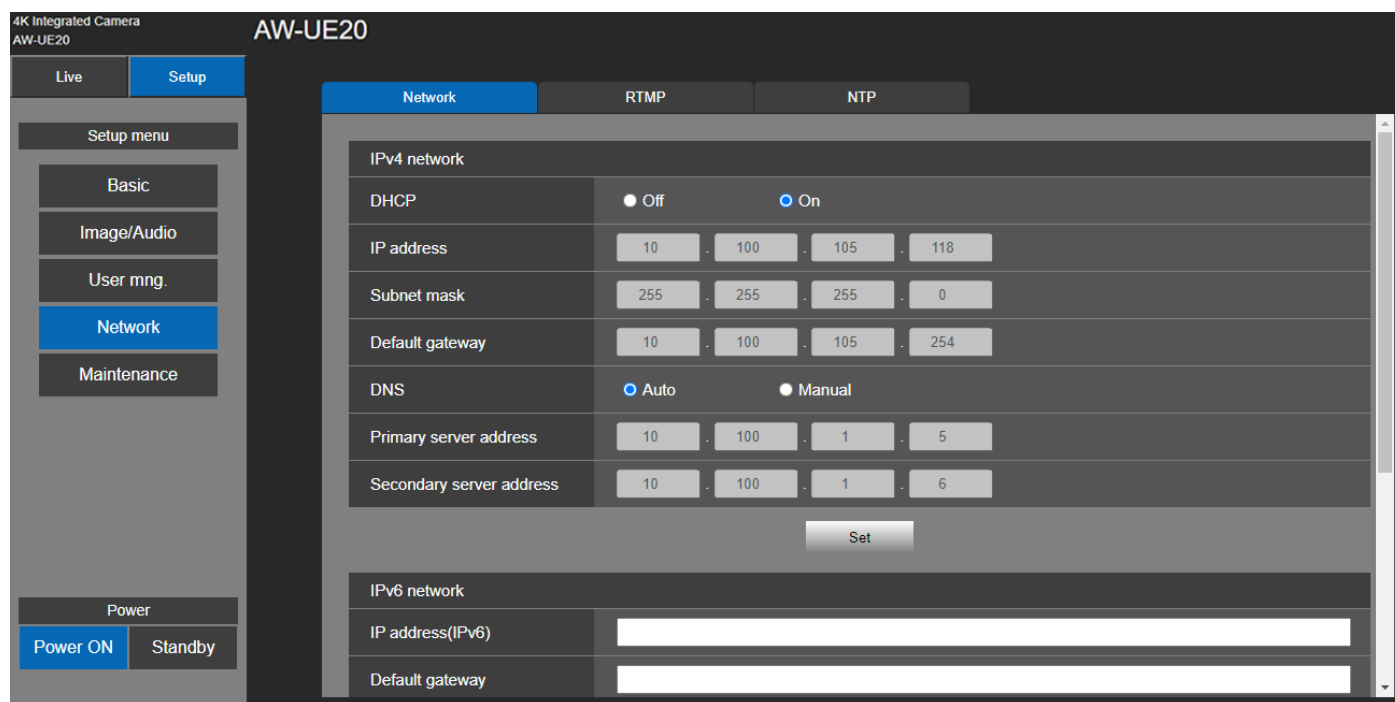 4K Integrated Camera
AW-UE20
AW-UE20
Live Setup
Setup menu
Basic
Image/Audio
User mng.
Network
Maintenance
Power
Power ON Standby
Network RTMP NTP
IPv4 network
DHCP Off On
IP address 10 . 100 . 105 . 118
Subnet mask 255 . 255 . 255 . 0
Default gateway 10 . 100 . 105 . 254
DNS Auto Manual
Primary server address 10 . 100 . 1 . 5
Secondary server address 10 . 100 . 1 . 6
Set
IPv6 network
IP address(IPv6)
Default gateway